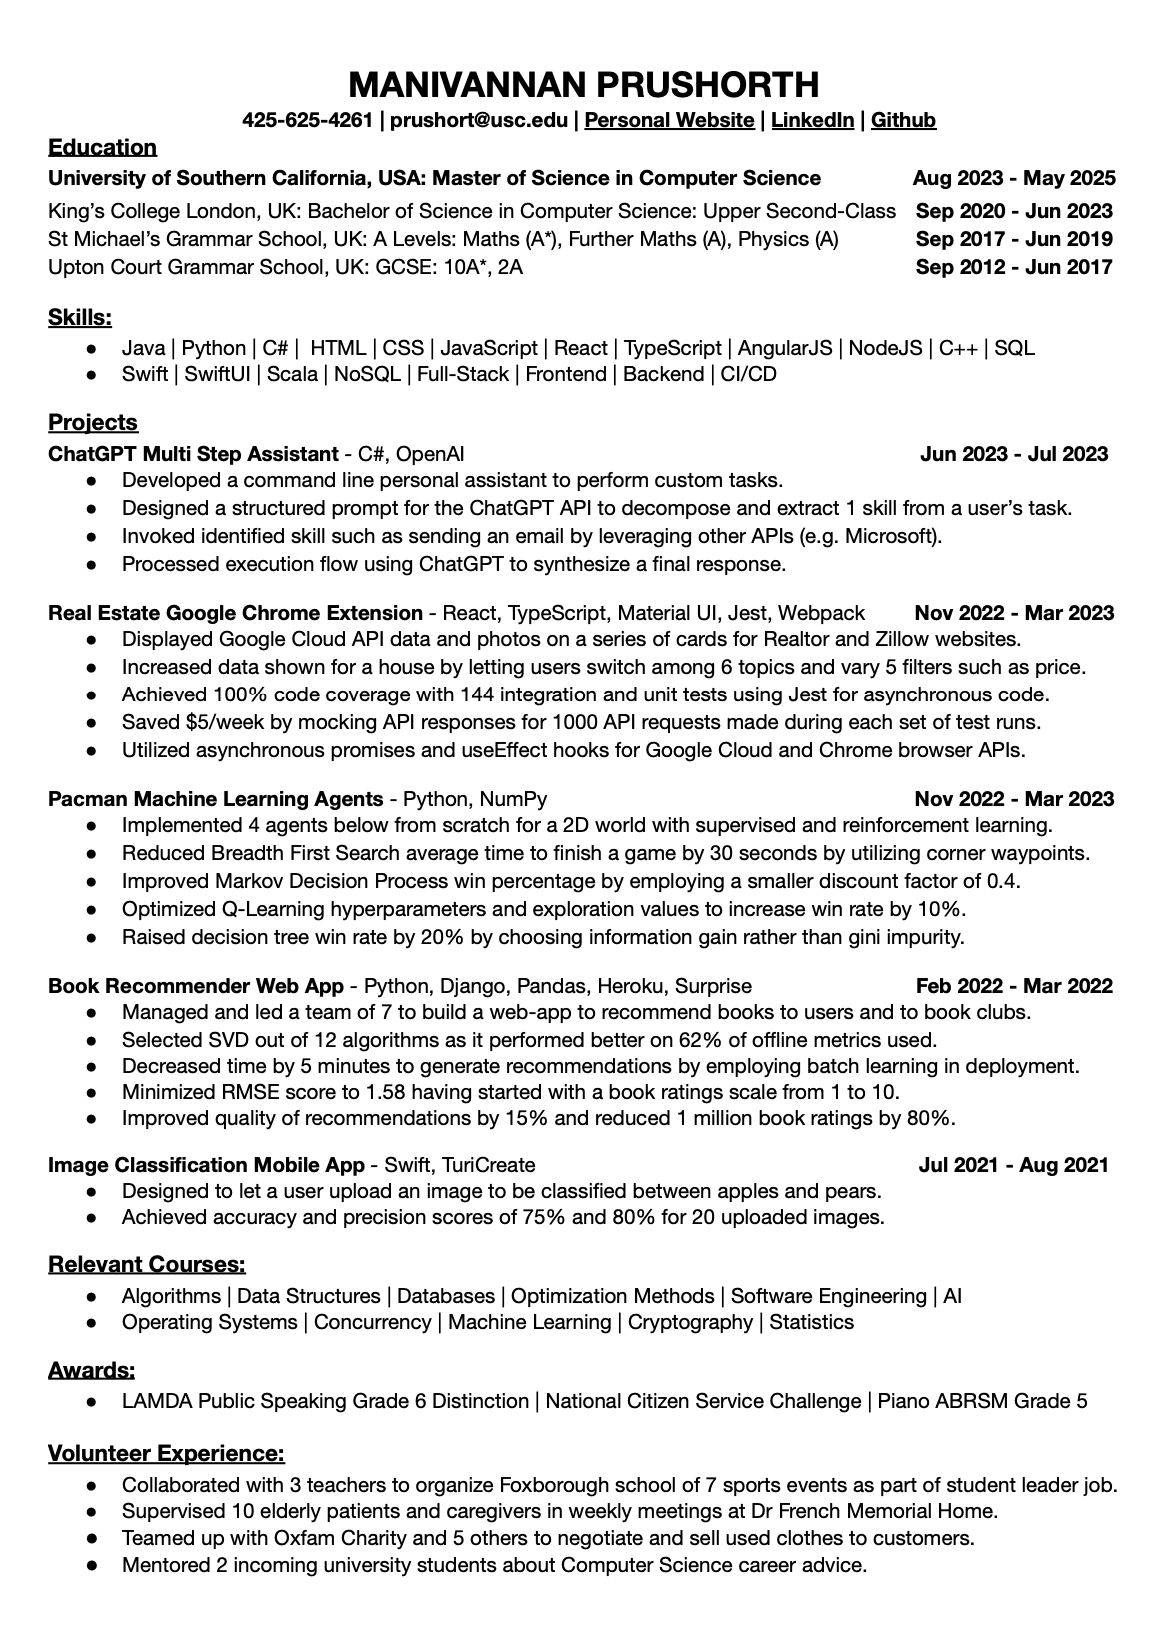 MANIVANNAN PRUSHORTH
425-625-4261 | prushort@usc.edu | Personal Website | LinkedIn | Github
Education
University of Southern California, USA: Master of Science in Computer Science Aug 2023 - May 2025
King’s College London, UK: Bachelor of Science in Computer Science: Upper Second-Class Sep 2020 - Jun 2023
St Michael’s Grammar School, UK: A Levels: Maths (A*), Further Maths (A), Physics (A) Sep 2017 - Jun 2019
Upton Court Grammar School, UK: GCSE: 10A*, 2A Sep 2012 - Jun 2017
Skills:
● Java | Python | C# | HTML | CSS | JavaScript | React | TypeScript | AngularJS | NodeJS | C++ | SQL
● Swift | SwiftUI | Scala | NoSQL | Full-Stack | Frontend | Backend | CI/CD
Projects
ChatGPT Multi Step Assistant - C#, OpenAI Jun 2023 - Jul 2023
● Developed a command line personal assistant to perform custom tasks.
● Designed a structured prompt for the ChatGPT API to decompose and extract 1 skill from a user’s task.
● Invoked identified skill such as sending an email by leveraging other APIs (e.g. Microsoft).
● Processed execution flow using ChatGPT to synthesize a final response.
Real Estate Google Chrome Extension - React, TypeScript, Material UI, Jest, Webpack Nov 2022 - Mar 2023
● Displayed Google Cloud API data and photos on a series of cards for Realtor and Zillow websites.
● Increased data shown for a house by letting users switch among 6 topics and vary 5 filters such as price.
● Achieved 100% code coverage with 144 integration and unit tests using Jest for asynchronous code.
● Saved $5/week by mocking API responses for 1000 API requests made during each set of test runs.
● Utilized asynchronous promises and useEffect hooks for Google Cloud and Chrome browser APIs.
Pacman Machine Learning Agents - Python, NumPy Nov 2022 - Mar 2023
● Implemented 4 agents below from scratch for a 2D world with supervised and reinforcement learning.
● Reduced Breadth First Search average time to finish a game by 30 seconds by utilizing corner waypoints.
● Improved Markov Decision Process win percentage by employing a smaller discount factor of 0.4.
● Optimized Q-Learning hyperparameters and exploration values to increase win rate by 10%.
● Raised decision tree win rate by 20% by choosing information gain rather than gini impurity.
Book Recommender Web App - Python, Django, Pandas, Heroku, Surprise Feb 2022 - Mar 2022
● Managed and led a team of 7 to build a web-app to recommend books to users and to book clubs.
● Selected SVD out of 12 algorithms as it performed better on 62% of offline metrics used.
● Decreased time by 5 minutes to generate recommendations by employing batch learning in deployment.
● Minimized RMSE score to 1.58 having started with a book ratings scale from 1 to 10.
● Improved quality of recommendations by 15% and reduced 1 million book ratings by 80%.
Image Classification Mobile App - Swift, TuriCreate Jul 2021 - Aug 2021
● Designed to let a user upload an image to be classified between apples and pears.
● Achieved accuracy and precision scores of 75% and 80% for 20 uploaded images.
Relevant Courses:
● Algorithms | Data Structures | Databases | Optimization Methods | Software Engineering | AI
● Operating Systems | Concurrency | Machine Learning | Cryptography | Statistics
Awards:
● LAMDA Public Speaking Grade 6 Distinction | National Citizen Service Challenge | Piano ABRSM Grade 5
Volunteer Experience:
● Collaborated with 3 teachers to organize Foxborough school of 7 sports events as part of student leader job.
● Supervised 10 elderly patients and caregivers in weekly meetings at Dr French Memorial Home.
● Teamed up with Oxfam Charity and 5 others to negotiate and sell used clothes to customers.
● Mentored 2 incoming university students about Computer Science career advice.